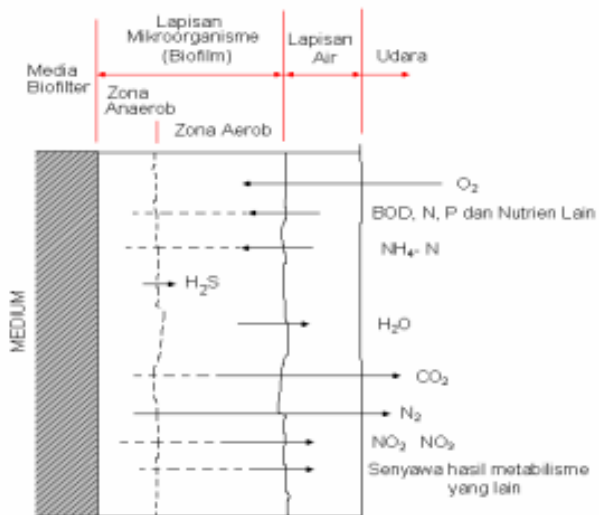 Lapisan
Mikroorganisme
(Biofilm)
Lapisan
Air
Udara
Media
Biofilter
Zona
Anaerob
Zona Aerob
O₂
BOD, N, P dan Nutrien Lain
NH₄- N
H₂S
H₂O
CO₂
N₂
NO₂ NO₃
Senyawa hasil metabilisme
yang lain
MEDIUM